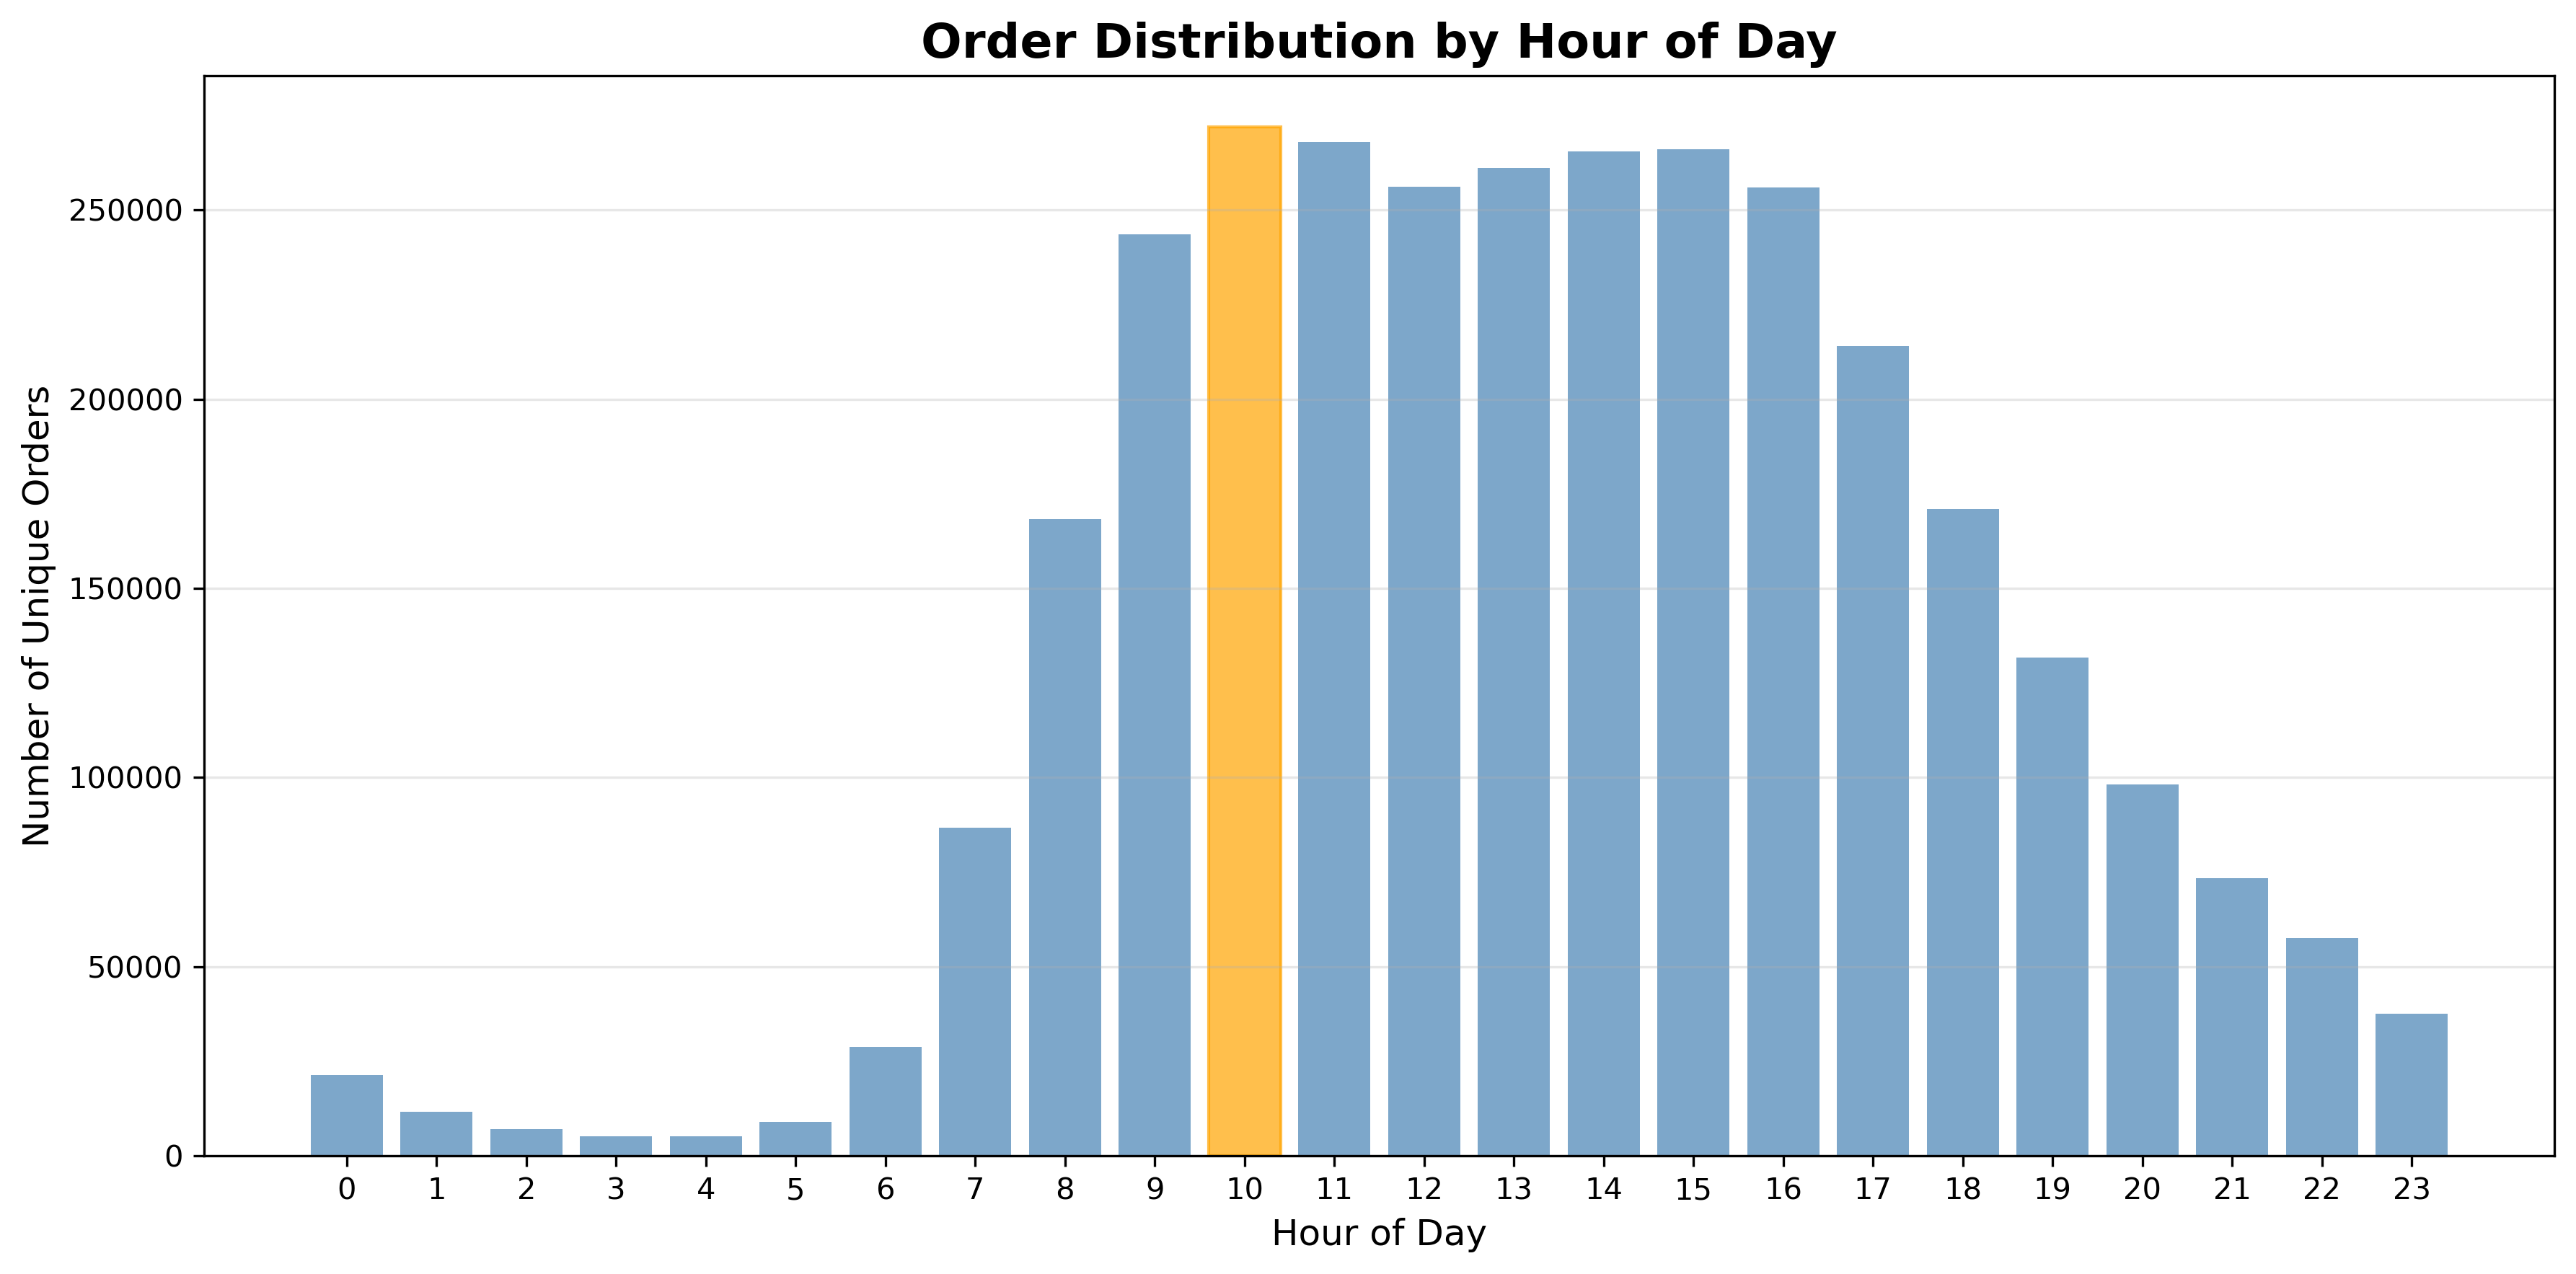 Order Distribution by Hour of Day
Number of Unique Orders
250000
200000
150000
100000
50000
0
0 1 2 3 4 5 6 7 8 9 10 11 12 13 14 15 16 17 18 19 20 21 22 23
Hour of Day